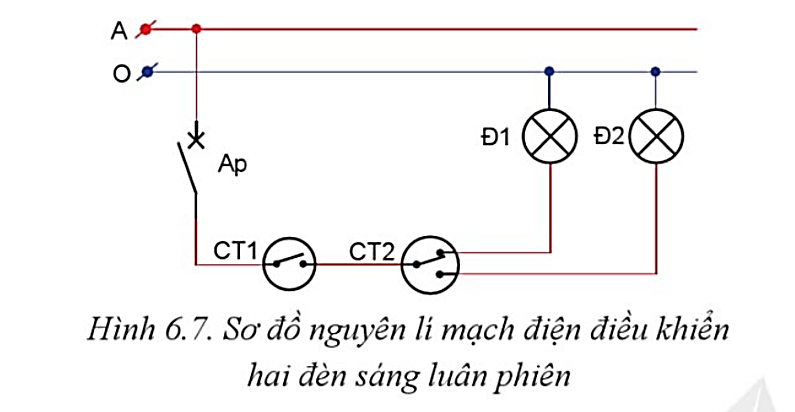 A
O
Đ1
Đ2
Ap
CT1
CT2
Hình 6.7. Sơ đồ nguyên lí mạch điện điều khiển
hai đèn sáng luân phiên